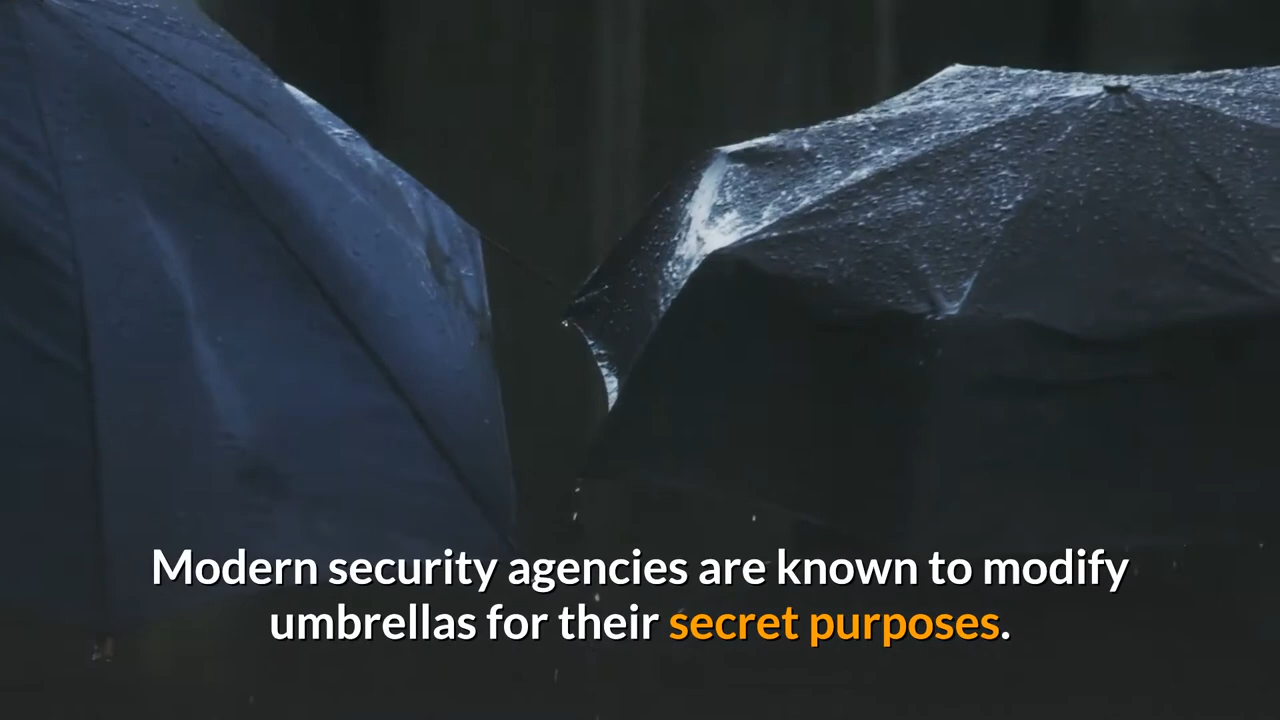 Modern security agencies are known to modify
umbrellas for their secret purposes.